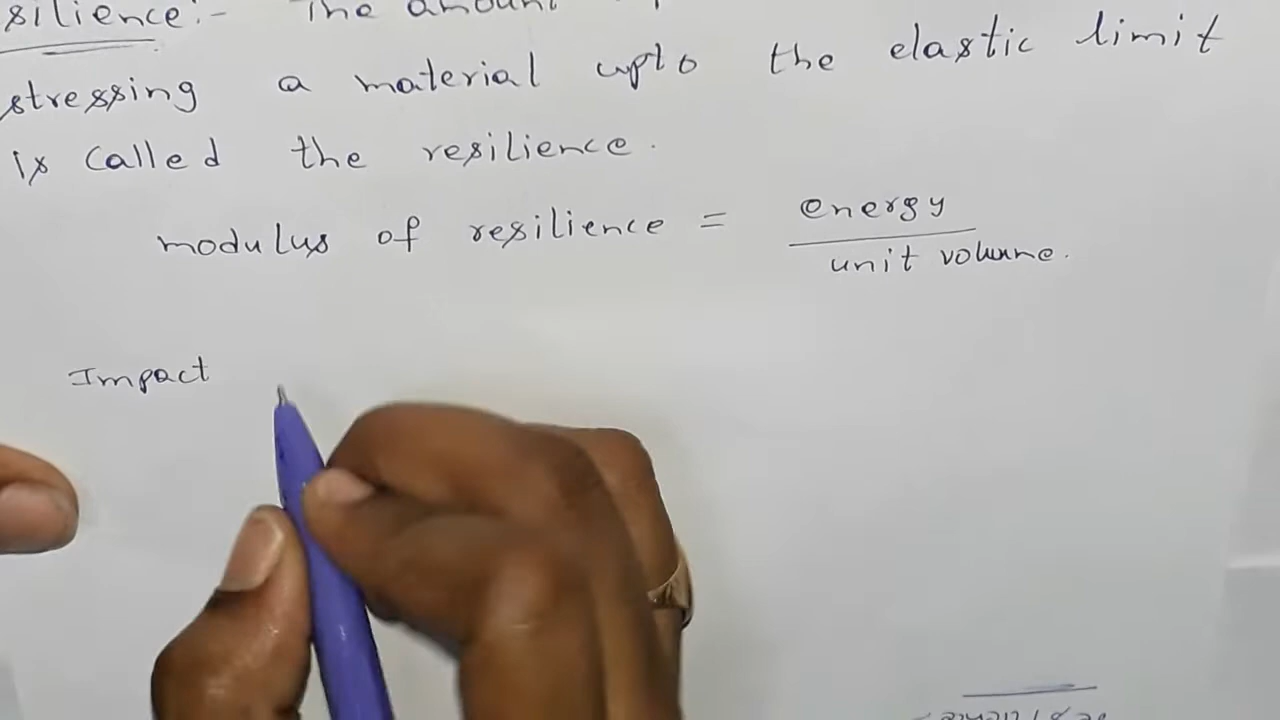 silience:- The amount
stressing a material upto the elastic limit
is called the resilience.
modulus of resilience = energy
unit volume.
Impact